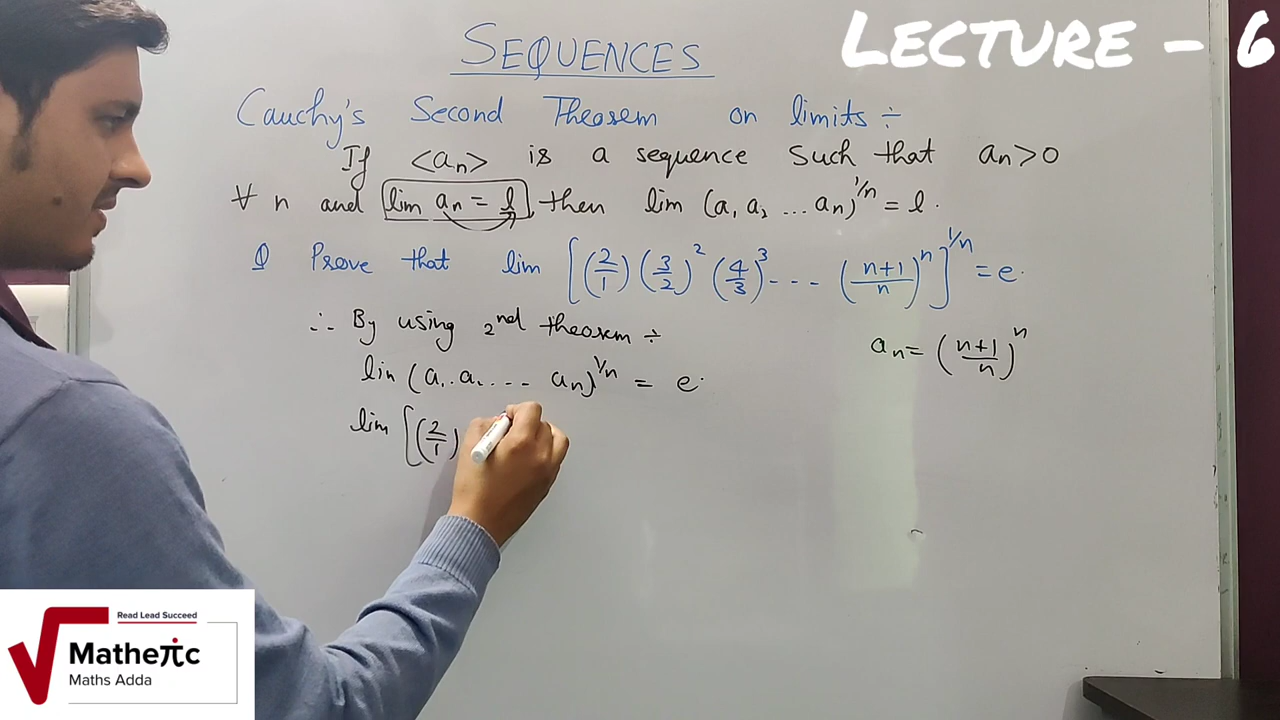 LECTURE - 6
SEQUENCES
Cauchy's Second Theorem on limits ÷
If <aₙ> is a sequence such that aₙ > 0
∀ n and lim aₙ = l, then lim (a₁ a₂ ... aₙ)^1/n = l.
Q Prove that lim [(2/1) (3/2)² (4/3)³ ---- ((n+1)/n)ⁿ]^1/n = e.
∴ By using 2nd theorem ÷
aₙ = ((n+1)/n)ⁿ
lim (a₁. a₂ .--- aₙ)^1/n = e.
lim [(2/1)
Read Lead Succeed
Matheπc
Maths Adda